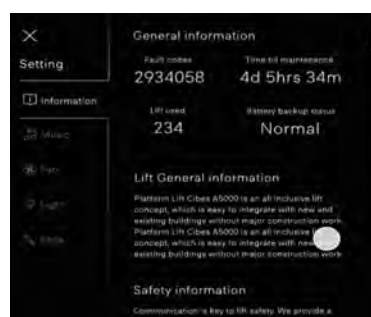 General information
Setting
Fault codes
Time till maintenance
2934058
4d 5hrs 34m
Information
Lift used
Battery backup status
234
Normal
Music
Fan
Light
Lift General information
Platform Lift Cibes A5000 is an all inclusive lift
concept, which is easy to integrate with new and
existing buildings without major construction work
Platform Lift Cibes A5000 is an all inclusive
concept, which is easy to integrate with new
existing buildings without major construction work
Safety information
Communication is key to lift safety. We provide a